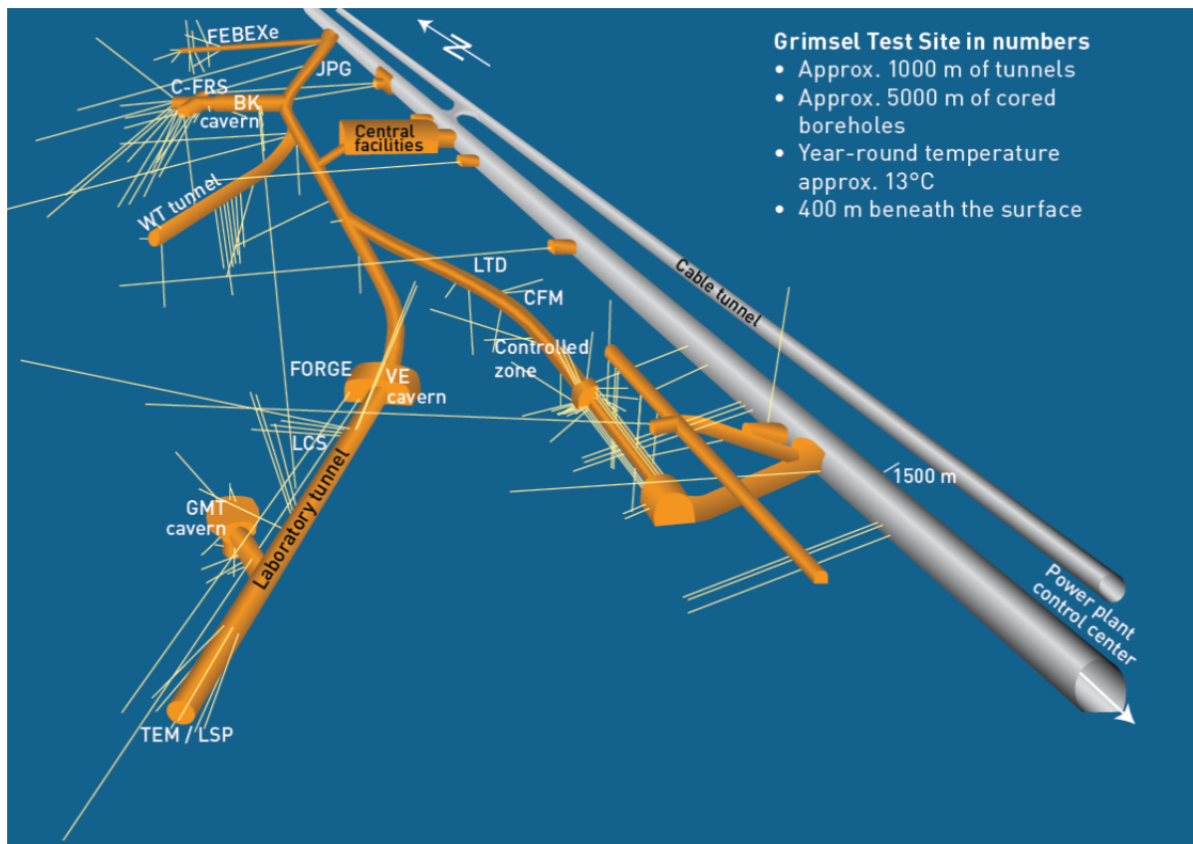 FEBEXe
N
Grimsel Test Site in numbers
• Approx. 1000 m of tunnels
• Approx. 5000 m of cored
boreholes
• Year-round temperature
approx. 13°C
• 400 m beneath the surface
JPG
C-FRS
BK
cavern
Central
facilities
WT tunnel
LTD
CFM
Cable tunnel
Controlled
zone
FORGE
VE
cavern
LCS
1500 m
GMT
cavern
Laboratory tunnel
Power plant
control center
TEM / LSP